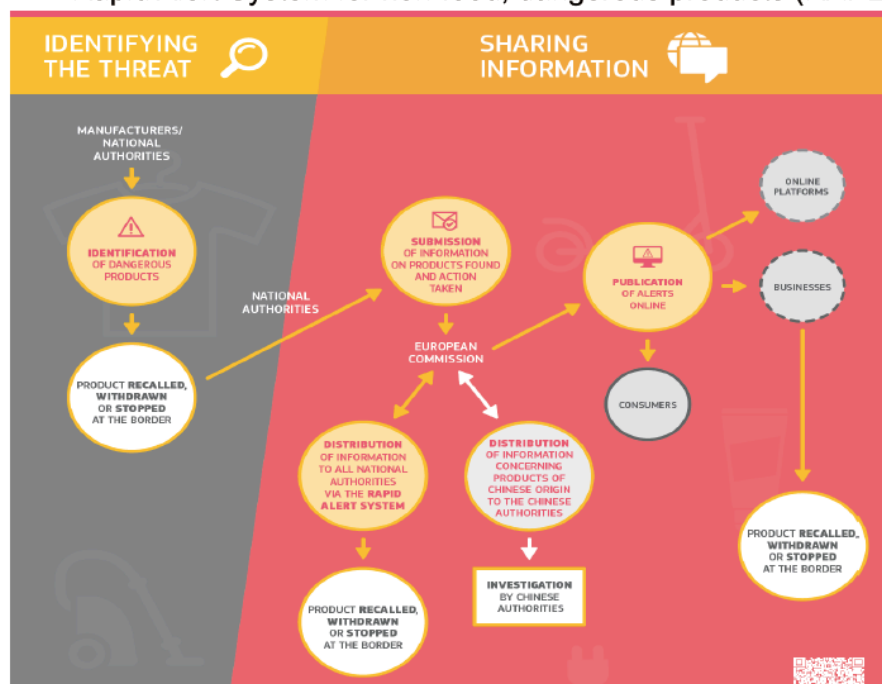 IDENTIFYING
THE THREAT
SHARING
INFORMATION
MANUFACTURERS/
NATIONAL
AUTHORITIES
IDENTIFICATION
OF DANGEROUS
PRODUCTS
PRODUCT RECALLED,
WITHDRAWN
OR STOPPED
AT THE BORDER
NATIONAL
AUTHORITIES
SUBMISSION
OF INFORMATION
ON PRODUCTS FOUND
AND ACTION
TAKEN
EUROPEAN
COMMISSION
DISTRIBUTION
OF INFORMATION
TO ALL NATIONAL
AUTHORITIES
VIA THE RAPID
ALERT SYSTEM
PRODUCT RECALLED,
WITHDRAWN
OR STOPPED
AT THE BORDER
DISTRIBUTION
OF INFORMATION
CONCERNING
PRODUCTS OF
CHINESE ORIGIN
TO THE CHINESE
AUTHORITIES
INVESTIGATION
BY CHINESE
AUTHORITIES
PUBLICATION
OF ALERTS
ONLINE
ONLINE
PLATFORMS
BUSINESSES
CONSUMERS
PRODUCT RECALLED,
WITHDRAWN
OR STOPPED
AT THE BORDER